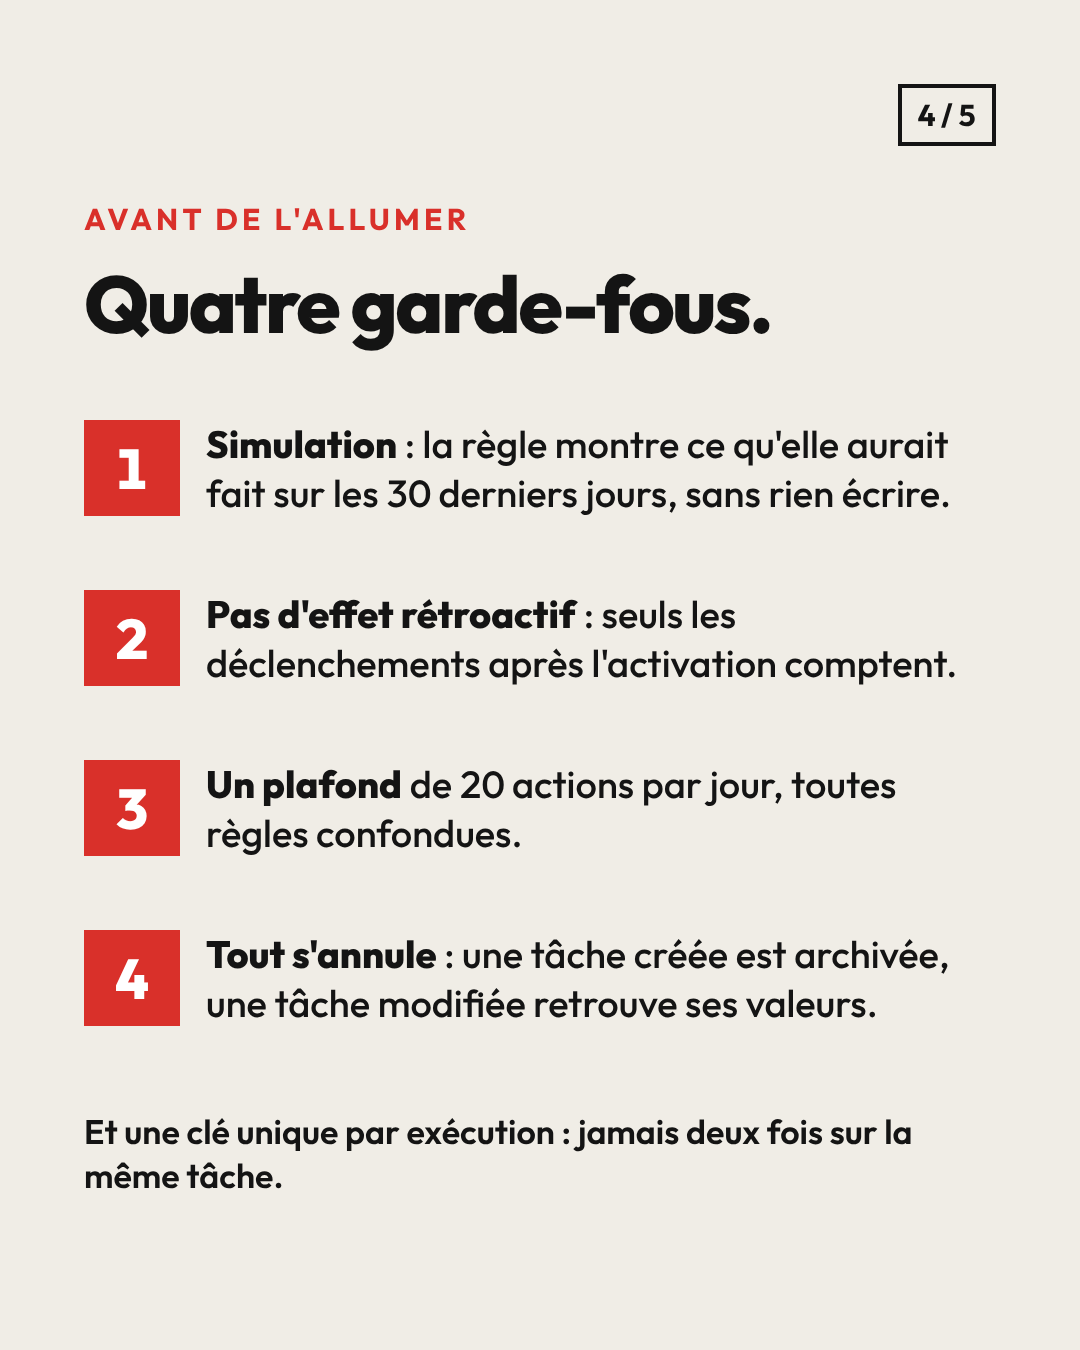 4 / 5
AVANT DE L'ALLUMER
Quatre garde-fous.
1
Simulation : la règle montre ce qu'elle aurait
fait sur les 30 derniers jours, sans rien écrire.
2
Pas d'effet rétroactif : seuls les
déclenchements après l'activation comptent.
3
Un plafond de 20 actions par jour, toutes
règles confondues.
4
Tout s'annule : une tâche créée est archivée,
une tâche modifiée retrouve ses valeurs.
Et une clé unique par exécution : jamais deux fois sur la
même tâche.